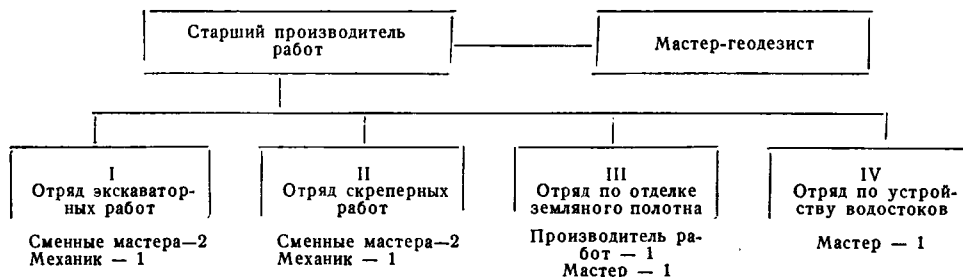 Старший производитель
работ
Мастер-геодезист
I
Отряд экскаватор-
ных работ
Сменные мастера—2
Механик — 1
II
Отряд скреперных
работ
Сменные мастера—2
Механик — 1
III
Отряд по отделке
земляного полотна
Производитель ра-
бот — 1
Мастер — 1
IV
Отряд по устрой-
ству водостоков
Мастер — 1